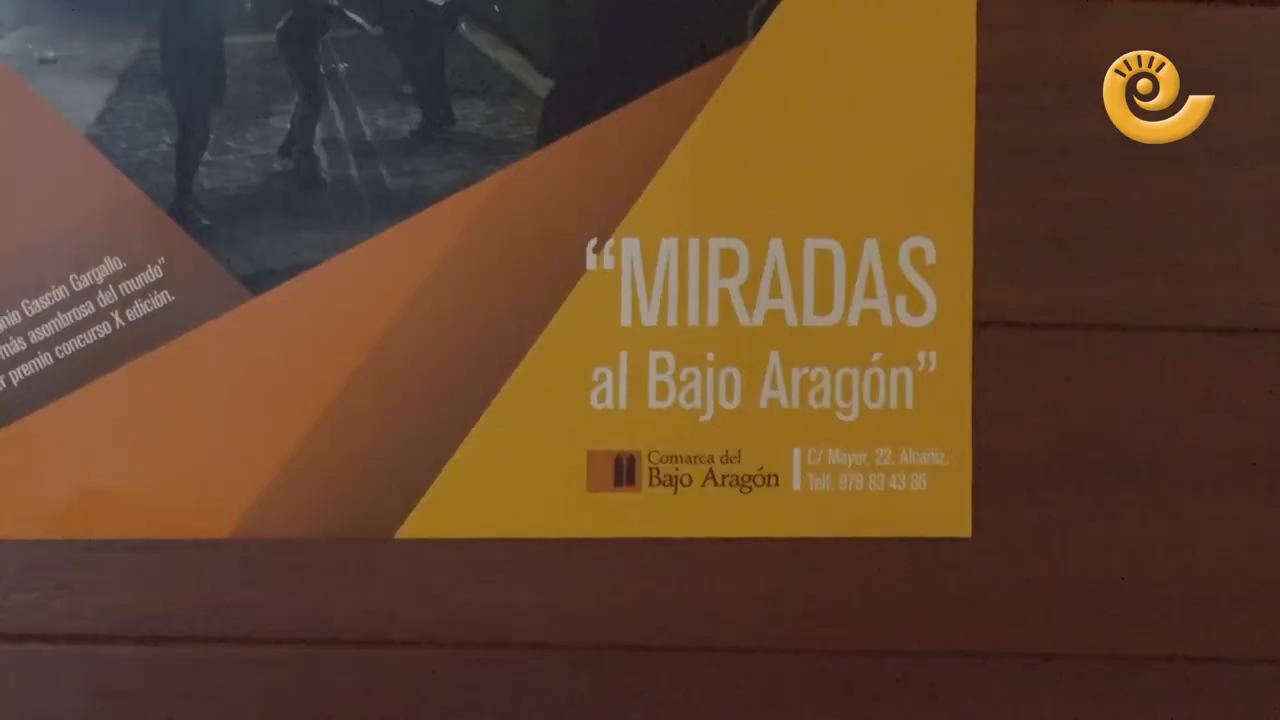 Gascón Gargallo.
más asombrosa del mundo”
premio concurso X edición.
“MIRADAS
al Bajo Aragón”
Comarca del
Bajo Aragón
C/ Mayor, 22, Alcañiz.
Telf. 978 83 43 86